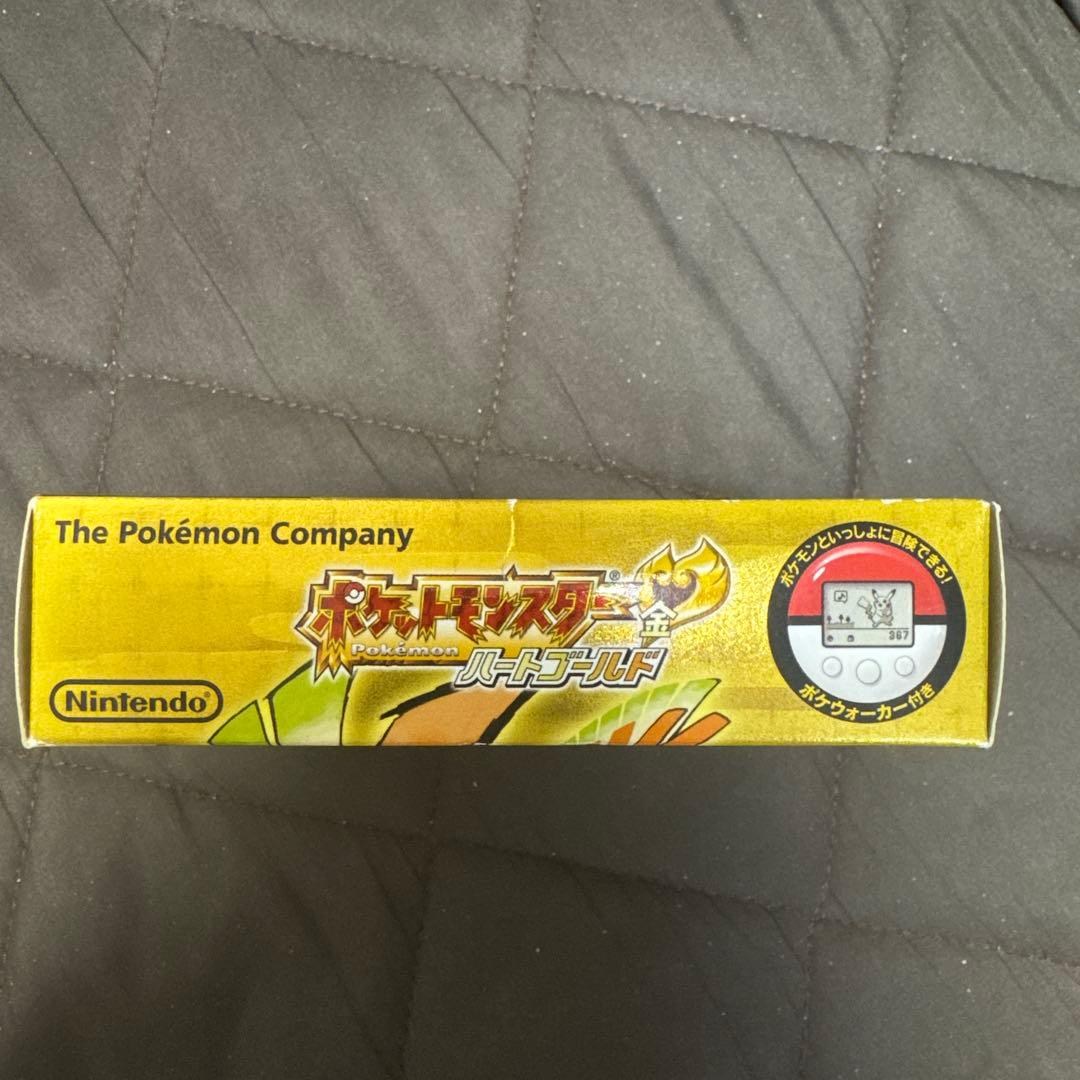 The Pokémon Company
ポケットモンスター®
金
Pokémon
ハートゴールド
Nintendo®
ポケモンといっしょに冒険できる!
367
ポケウォーカー付き